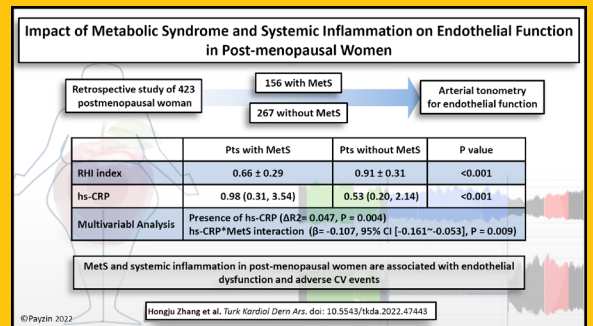 Impact of Metabolic Syndrome and Systemic Inflammation on Endothelial Function
in Post-menopausal Women
Retrospective study of 423
postmenopausal woman
156 with MetS
267 without MetS
Arterial tonometry
for endothelial function
Pts with MetS Pts without MetS P value
RHI index 0.66 ± 0.29 0.91 ± 0.31 <0.001
hs-CRP 0.98 (0.31, 3.54) 0.53 (0.20, 2.14) <0.001
Multivariabl Analysis
Presence of hs-CRP (ΔR2= 0.047, P = 0.004)
hs-CRP*MetS interaction (β= -0.107, 95% CI [-0.161~-0.053], P = 0.009)
MetS and systemic inflammation in post-menopausal women are associated with endothelial
dysfunction and adverse CV events
©Payzin 2022
Hongju Zhang et al. Turk Kardiol Dern Ars. doi: 10.5543/tkda.2022.47443